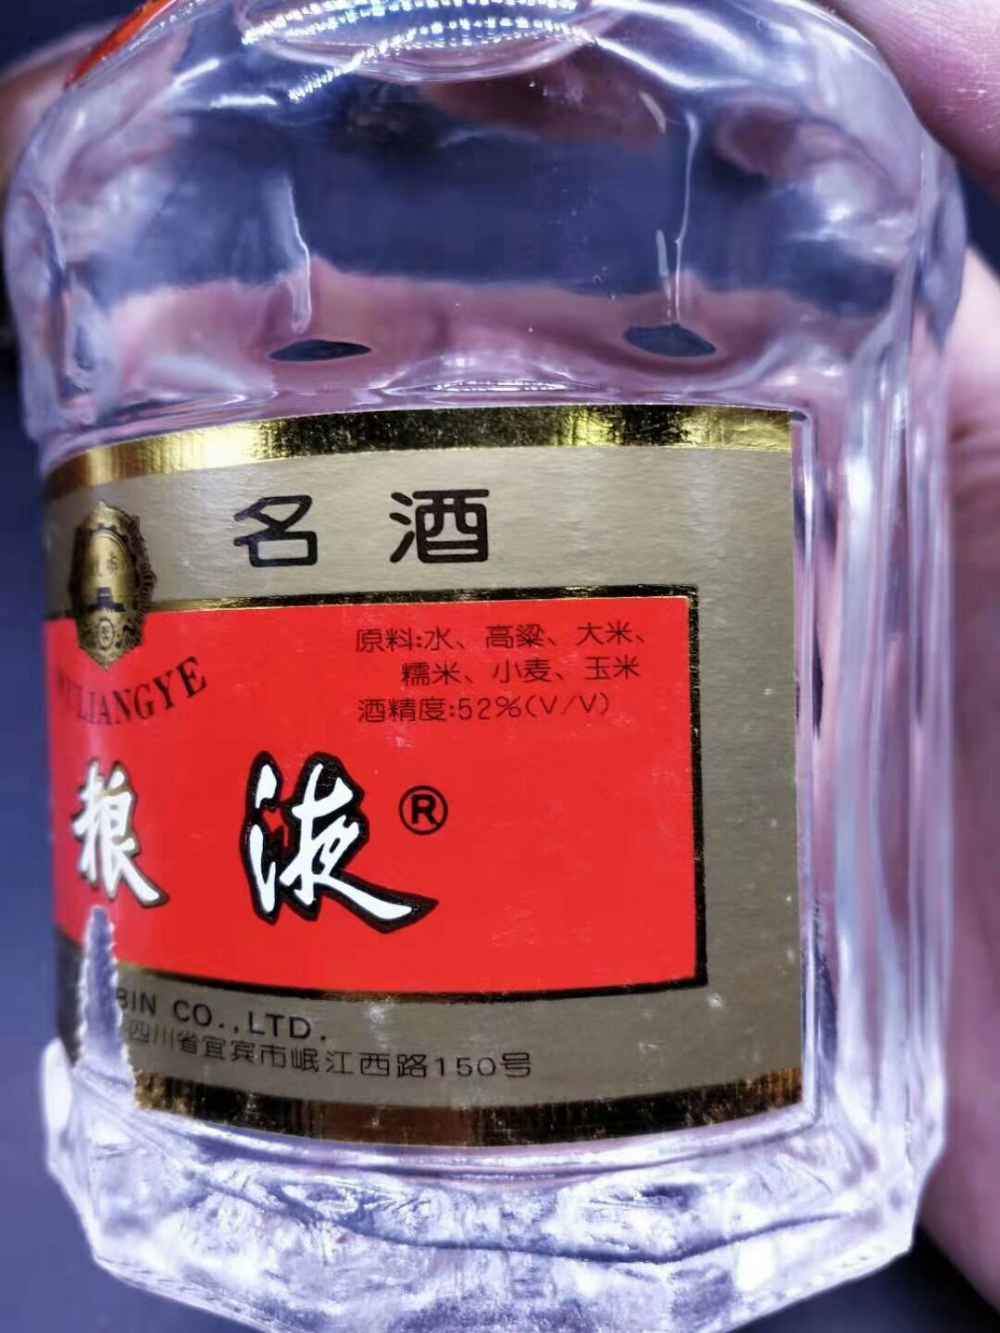 名酒
原料:水、高粱、大米、
糯米、小麦、玉米
酒精度:52%(V/V)
LIANGYE
粮液®
BIN CO.,LTD.
四川省宜宾市岷江西路150号